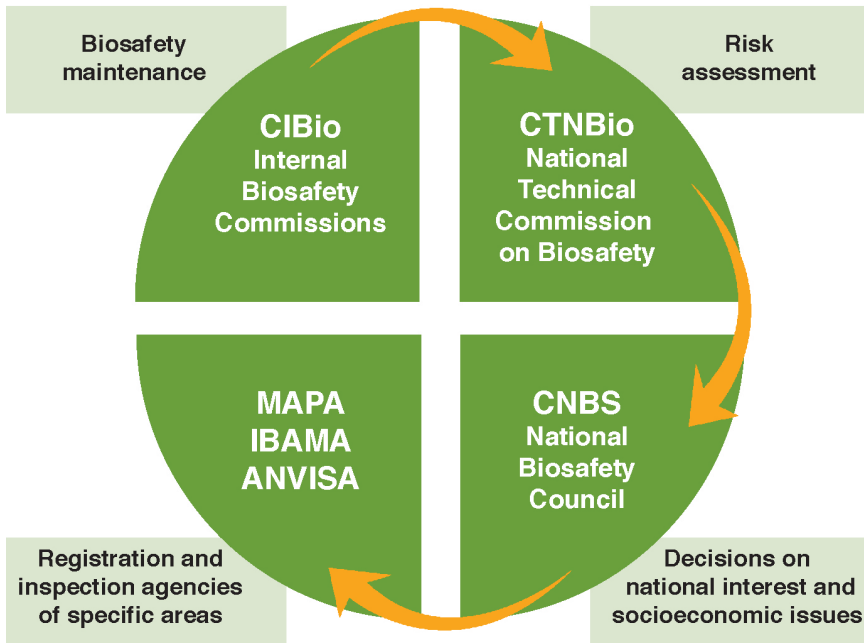 Biosafety
maintenance
Risk
assessment
CIBio
Internal
Biosafety
Commissions
CTNBio
National
Technical
Commission
on Biosafety
MAPA
IBAMA
ANVISA
CNBS
National
Biosafety
Council
Registration and
inspection agencies
of specific areas
Decisions on
national interest and
socioeconomic issues